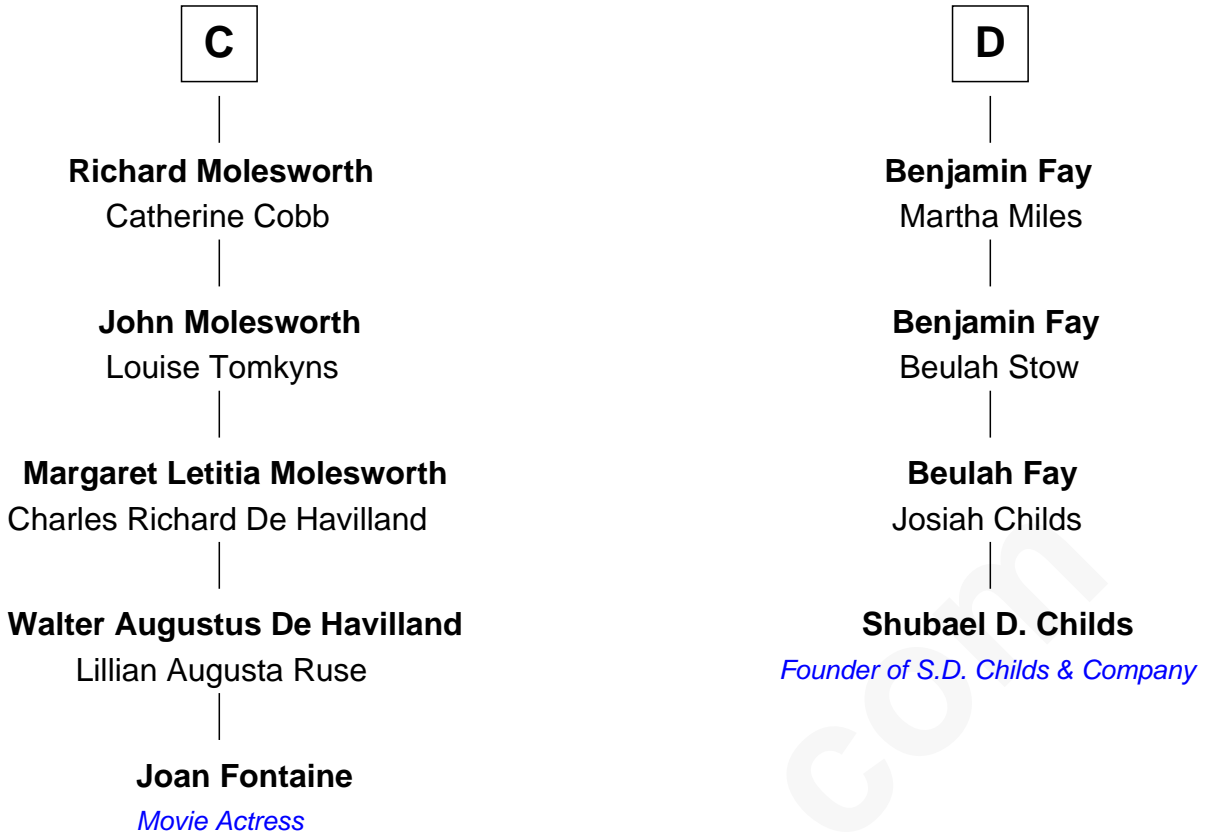 C
Richard Molesworth
Catherine Cobb
John Molesworth
Louise Tomkyns
Margaret Letitia Molesworth
Charles Richard De Havilland
Walter Augustus De Havilland
Lillian Augusta Ruse
Joan Fontaine
Movie Actress
D
Benjamin Fay
Martha Miles
Benjamin Fay
Beulah Stow
Beulah Fay
Josiah Childs
Shubael D. Childs
Founder of S.D. Childs & Company
com